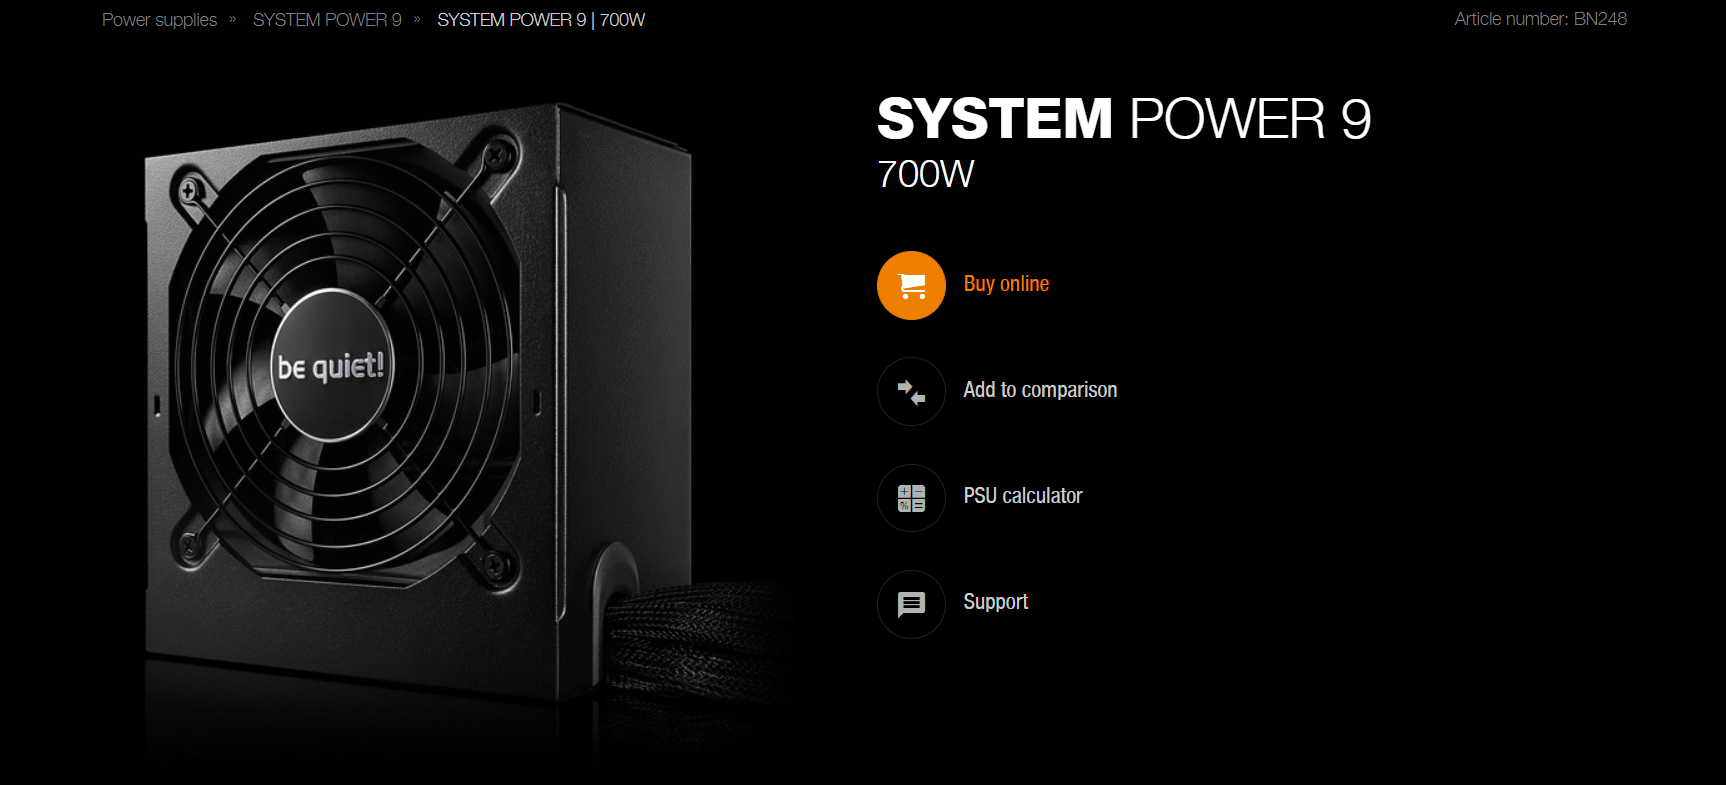 Power supplies » SYSTEM POWER 9 » SYSTEM POWER 9 | 700W
Article number: BN248
SYSTEM POWER 9
700W
be quiet!
Buy online
Add to comparison
PSU calculator
Support